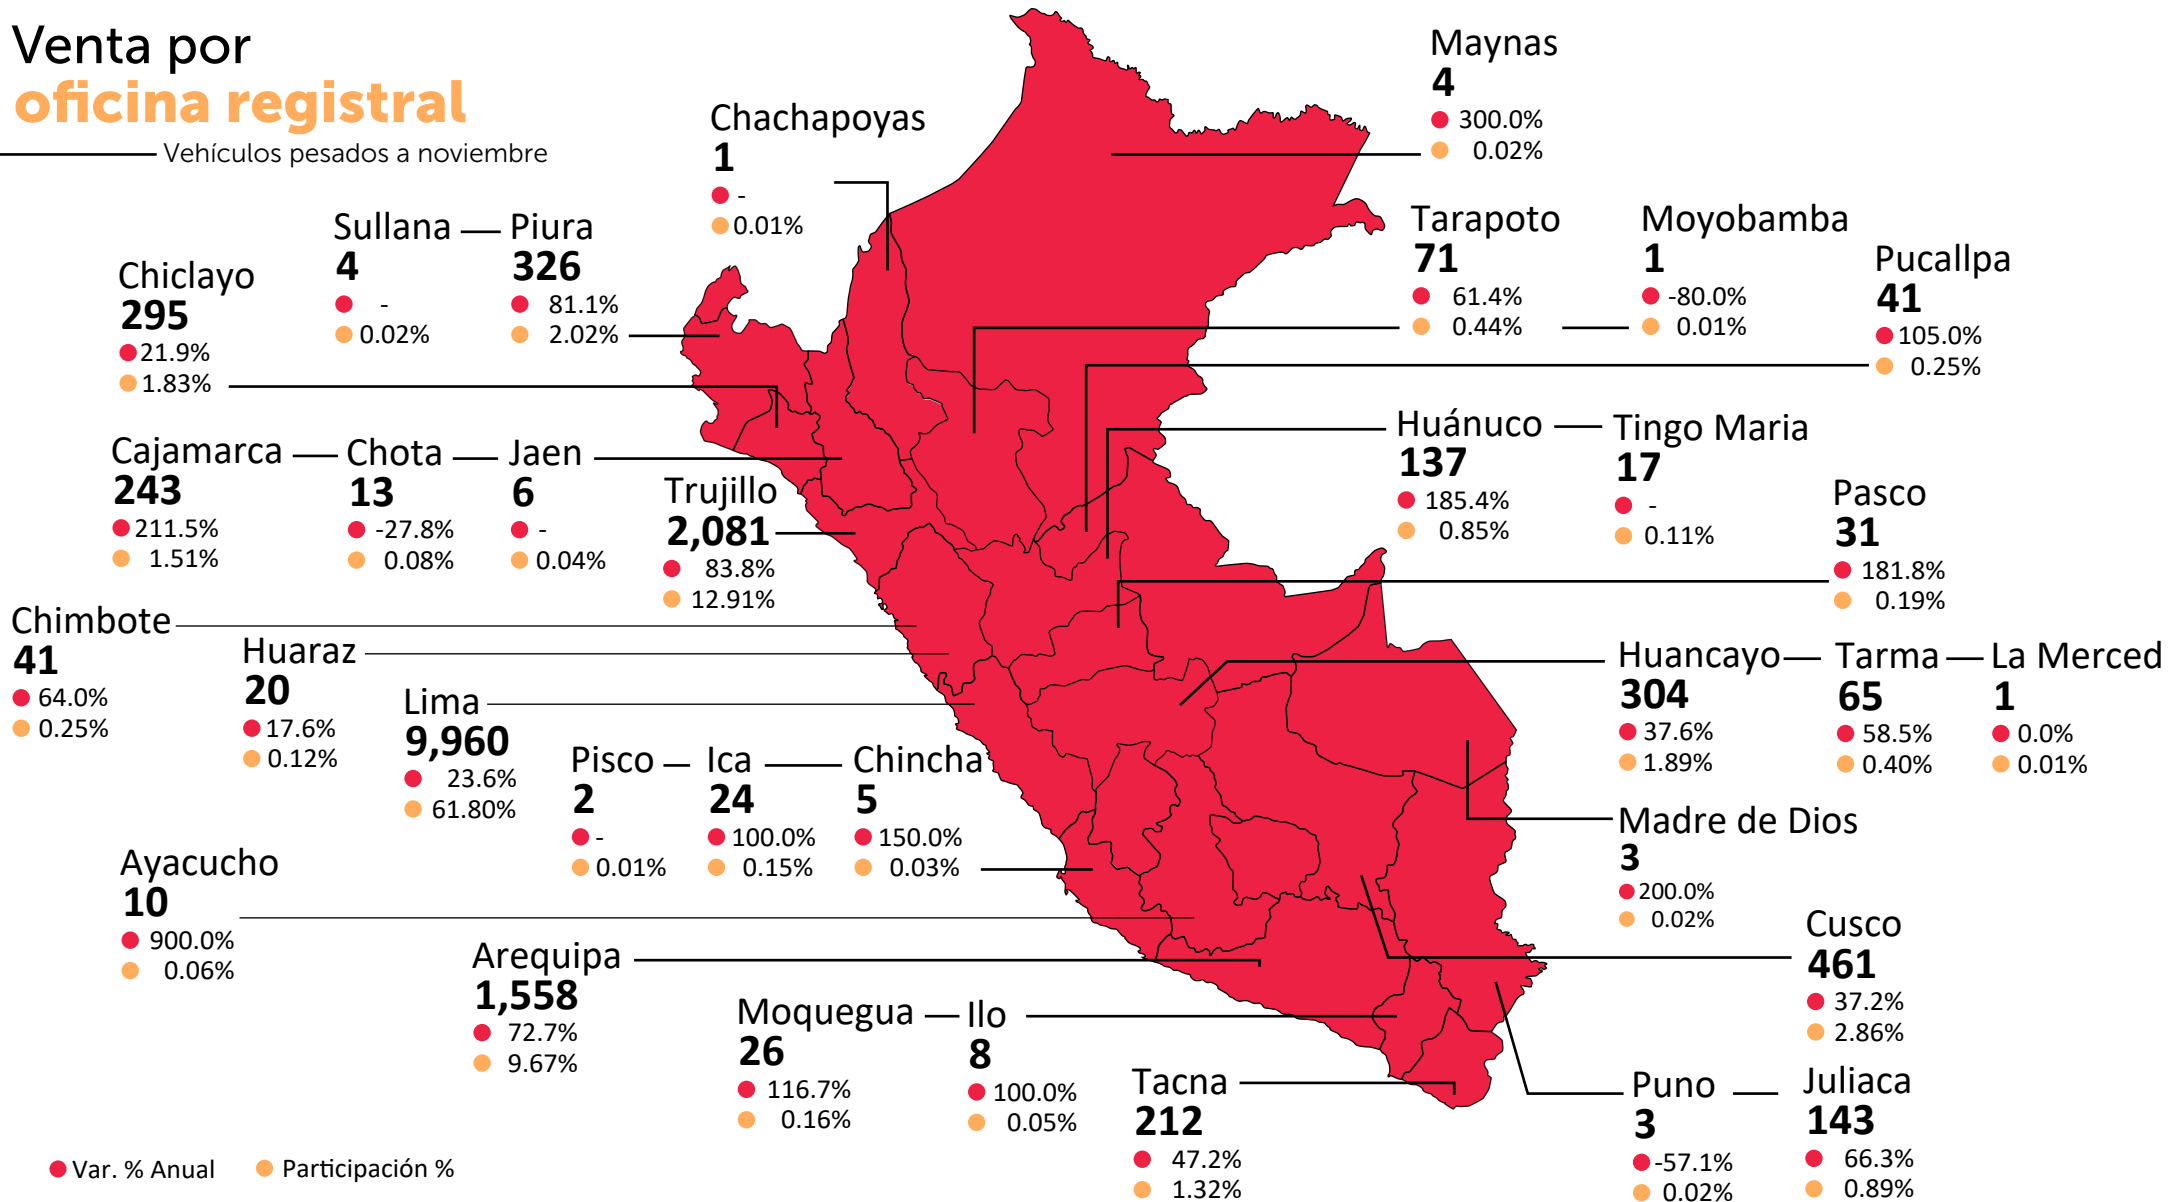 Venta por
oficina registral
Vehículos pesados a noviembre
Maynas
4
300.0%
0.02%
Chachapoyas
1
-
0.01%
Sullana
4
-
0.02%
Piura
326
81.1%
2.02%
Tarapoto
71
61.4%
0.44%
Moyobamba
1
-80.0%
0.01%
Pucallpa
41
105.0%
0.25%
Chiclayo
295
21.9%
1.83%
Cajamarca
243
211.5%
1.51%
Chota
13
-27.8%
0.08%
Jaen
6
-
0.04%
Trujillo
2,081
83.8%
12.91%
Huánuco
137
185.4%
0.85%
Tingo Maria
17
-
0.11%
Pasco
31
181.8%
0.19%
Chimbote
41
64.0%
0.25%
Huaraz
20
17.6%
0.12%
Lima
9,960
23.6%
61.80%
Huancayo
304
37.6%
1.89%
Tarma
65
58.5%
0.40%
La Merced
1
0.0%
0.01%
Pisco
2
-
0.01%
Ica
24
100.0%
0.15%
Chincha
5
150.0%
0.03%
Madre de Dios
3
200.0%
0.02%
Ayacucho
10
900.0%
0.06%
Arequipa
1,558
72.7%
9.67%
Cusco
461
37.2%
2.86%
Moquegua
26
116.7%
0.16%
Ilo
8
100.0%
0.05%
Tacna
212
47.2%
1.32%
Puno
3
-57.1%
0.02%
Juliaca
143
66.3%
0.89%
Var. % Anual
Participación %